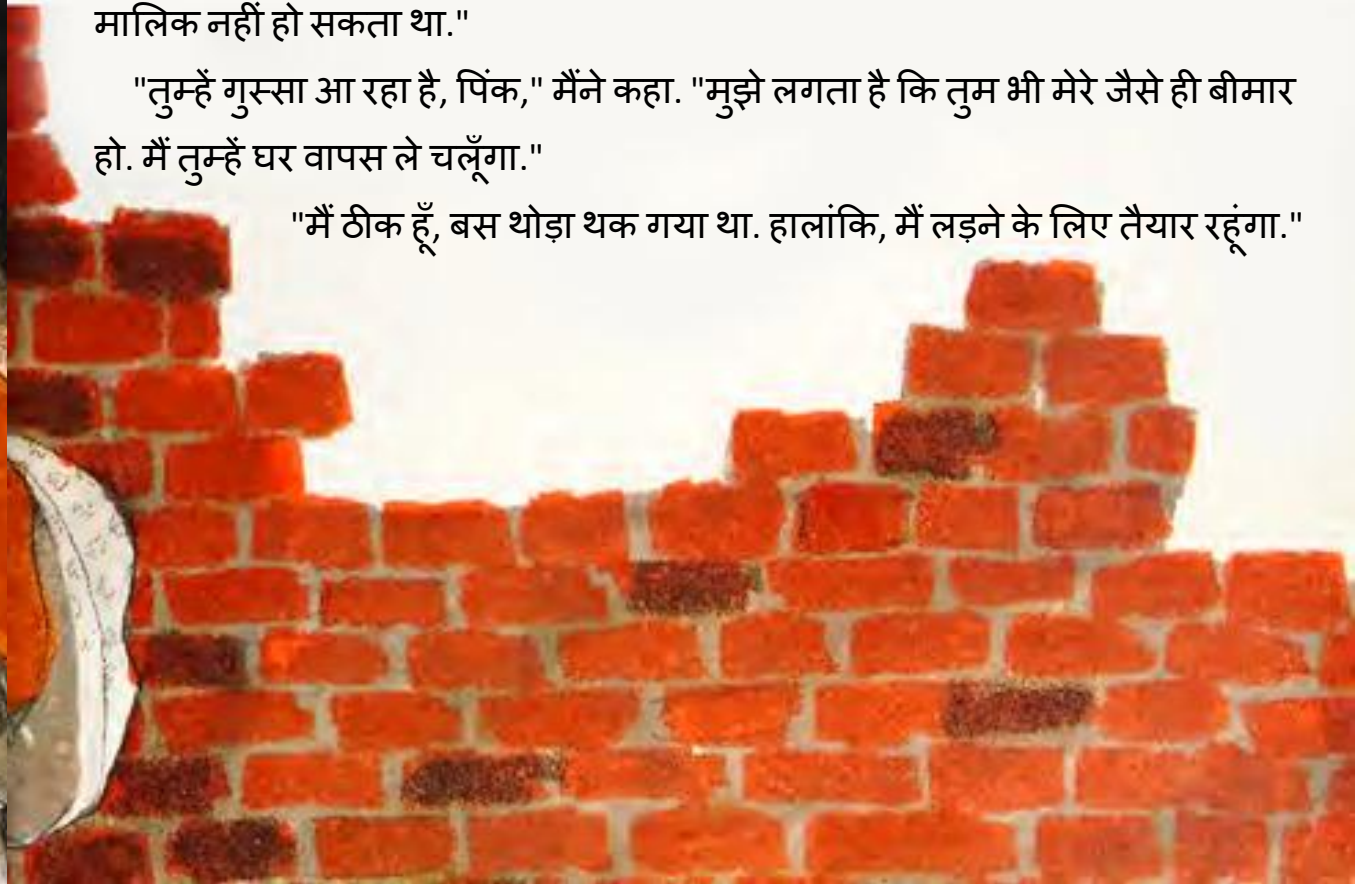 मालिक नहीं हो सकता था."
"तुम्हें गुस्सा आ रहा है, पिंक," मैंने कहा. "मुझे लगता है कि तुम भी मेरे जैसे ही बीमार
हो. मैं तुम्हें घर वापस ले चलूँगा."
"मैं ठीक हूँ, बस थोड़ा थक गया था. हालांकि, मैं लड़ने के लिए तैयार रहूंगा."